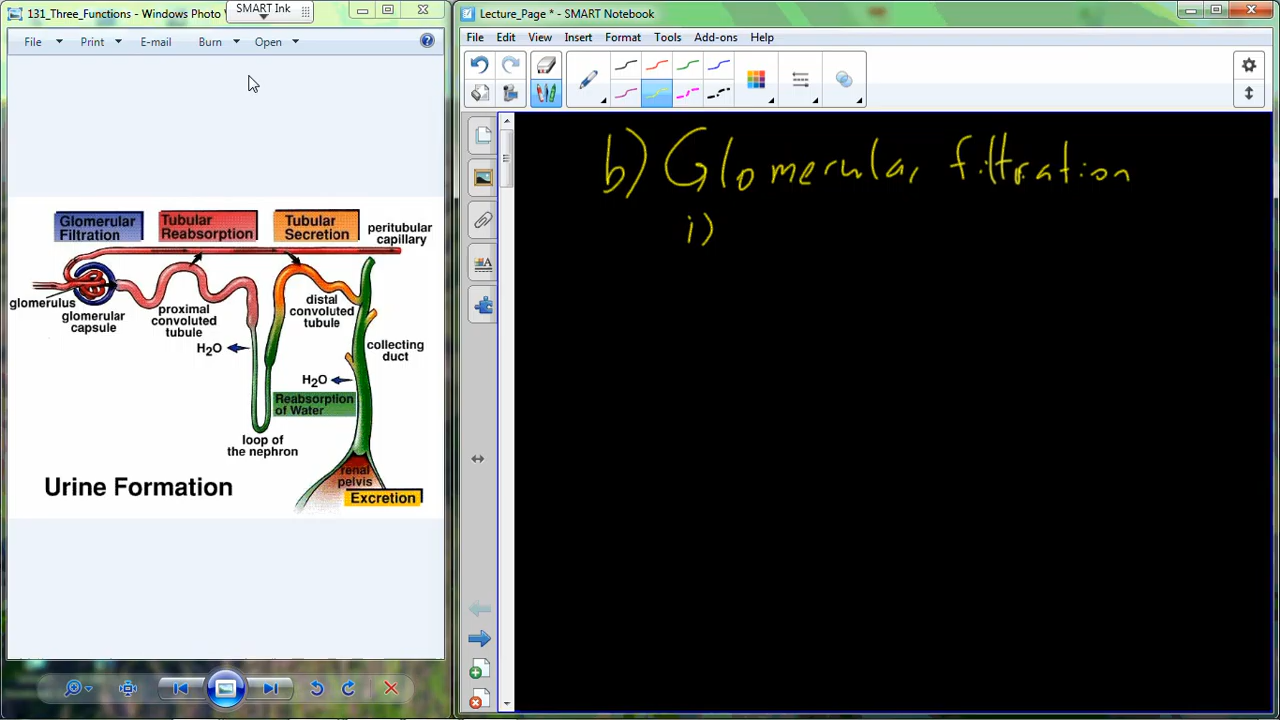 131_Three_Functions - Windows Photo V
SMART Ink
File
Print
E-mail
Burn
Open
Glomerular
Filtration
Tubular
Reabsorption
Tubular
Secretion
peritubular
capillary
glomerulus
glomerular
capsule
proximal
convoluted
tubule
distal
convoluted
tubule
H2O
collecting
duct
H2O
Reabsorption
of Water
loop of
the nephron
renal
pelvis
Urine Formation
Excretion
Lecture_Page * - SMART Notebook
File Edit View Insert Format Tools Add-ons Help
b) Glomerular filtration
i)